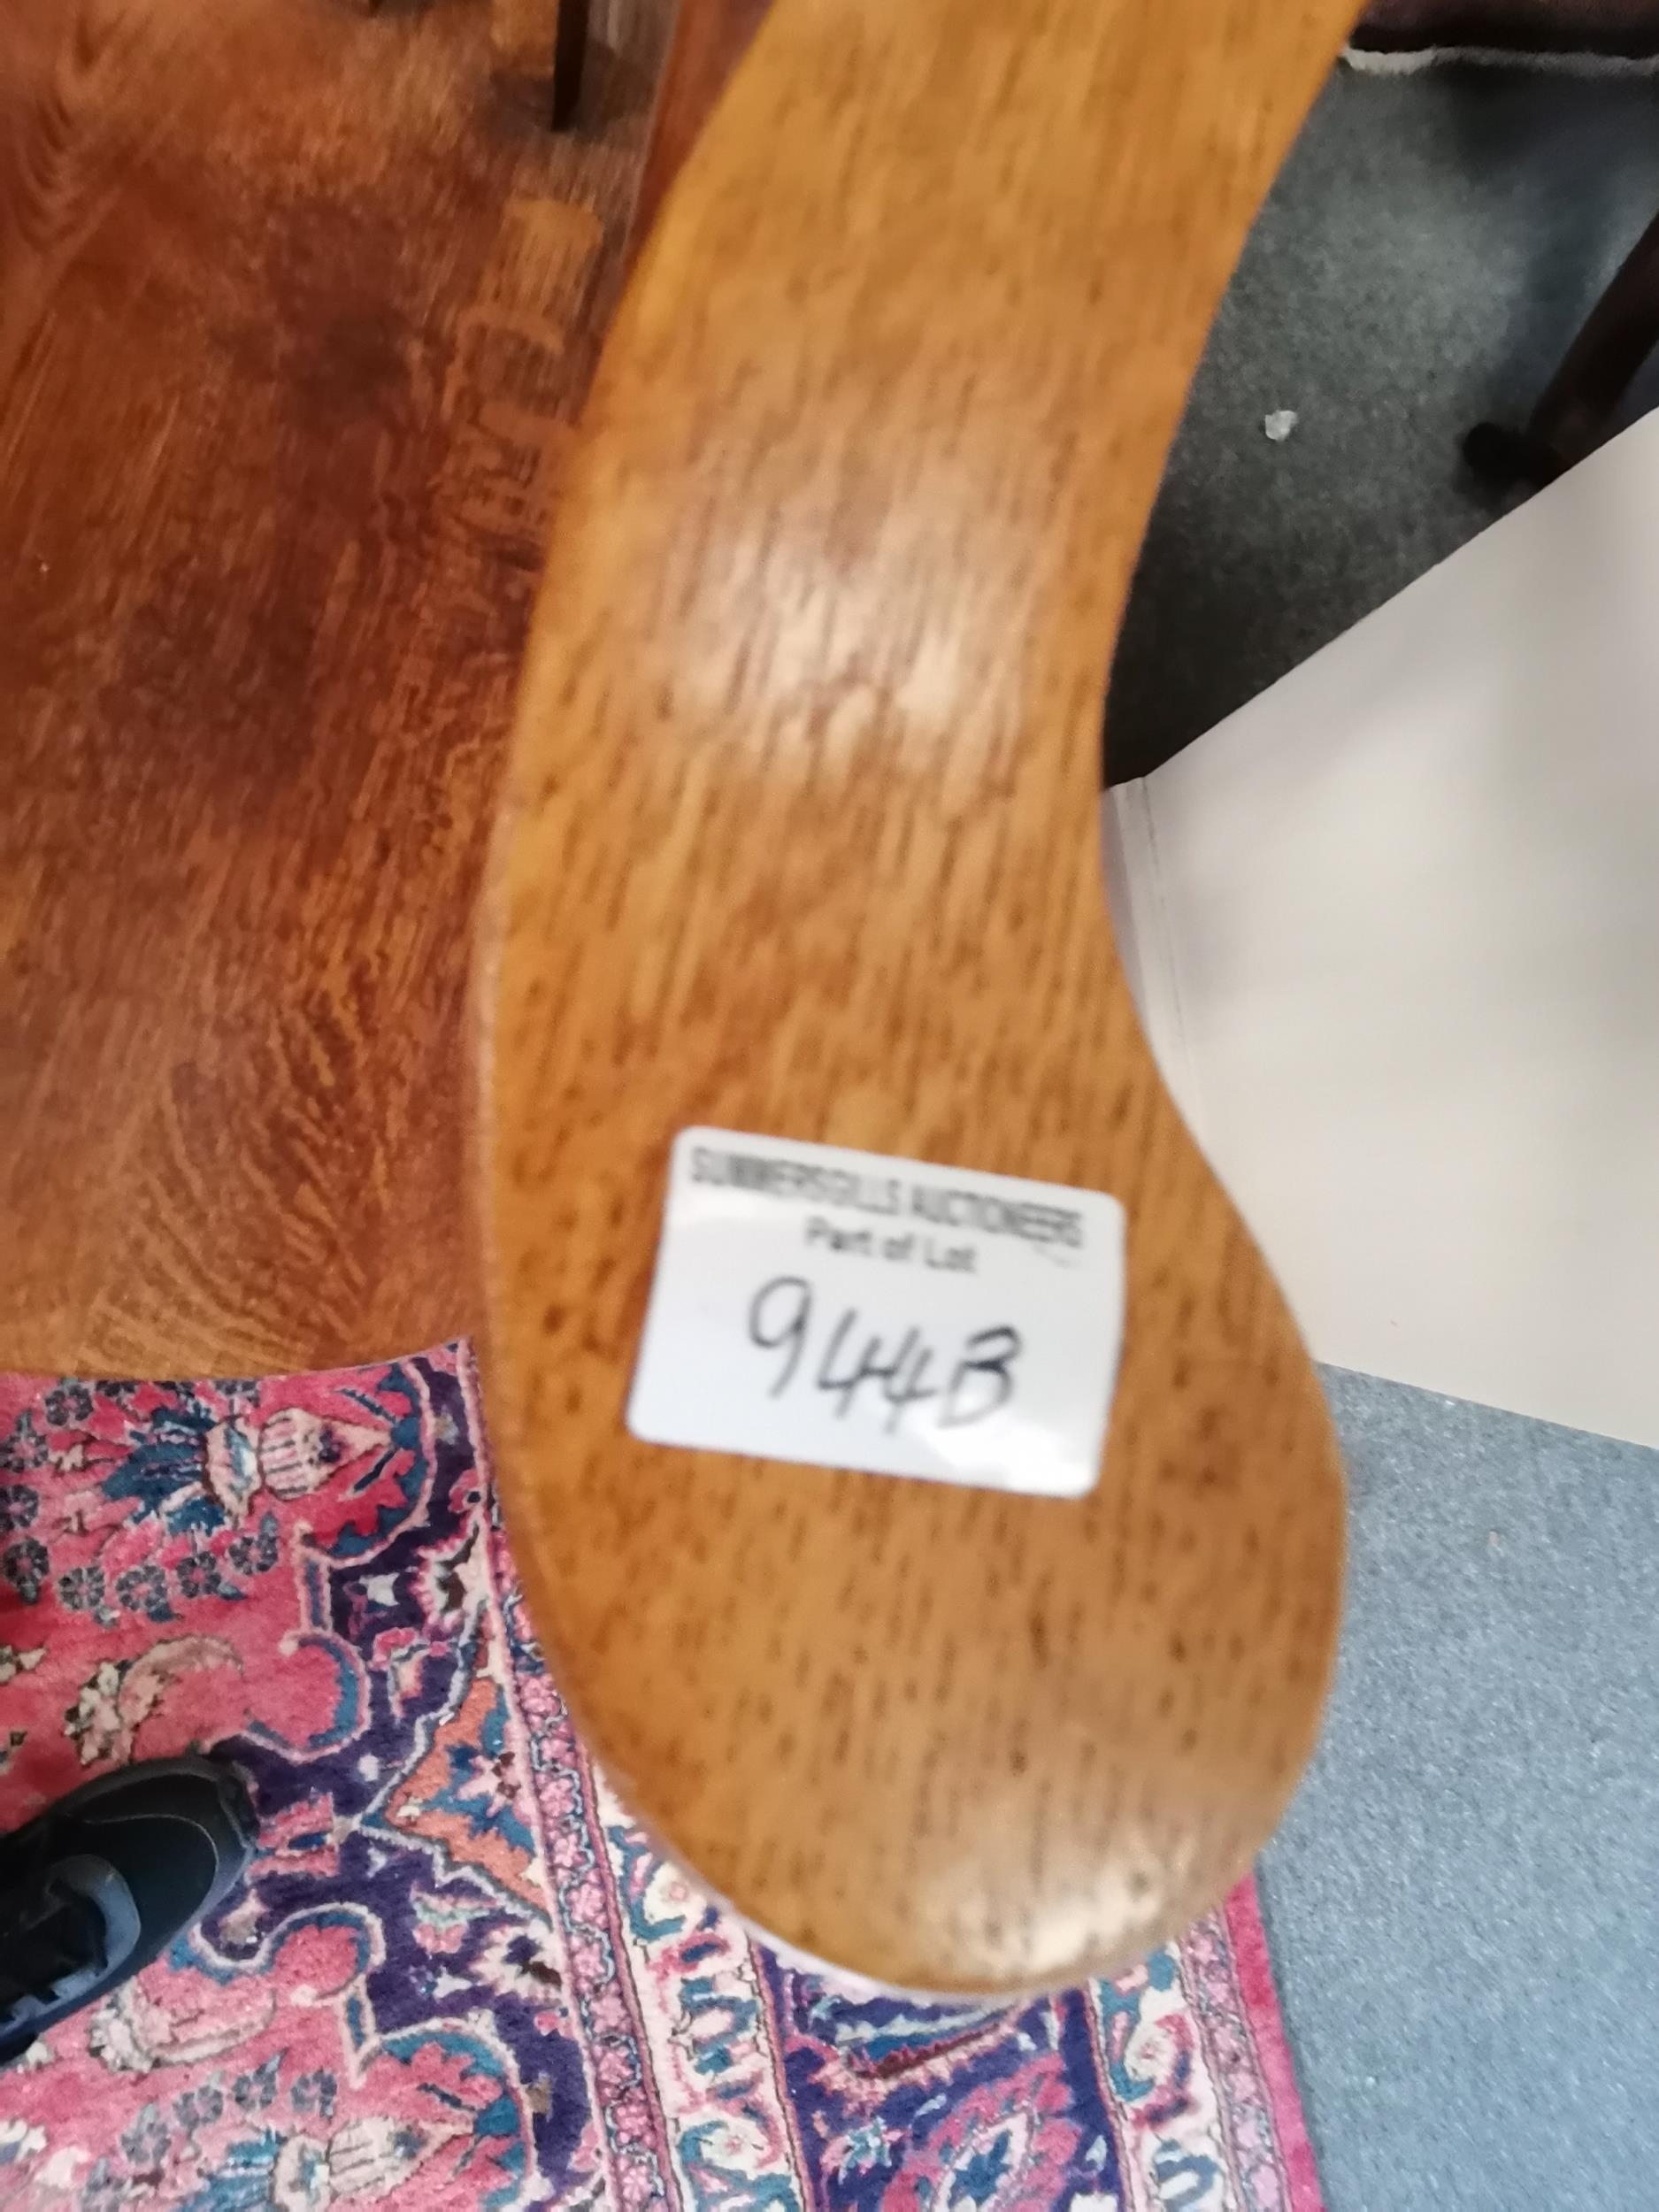 SUMMERSGILLS AUCTIONEERS
Part of Lot
944B